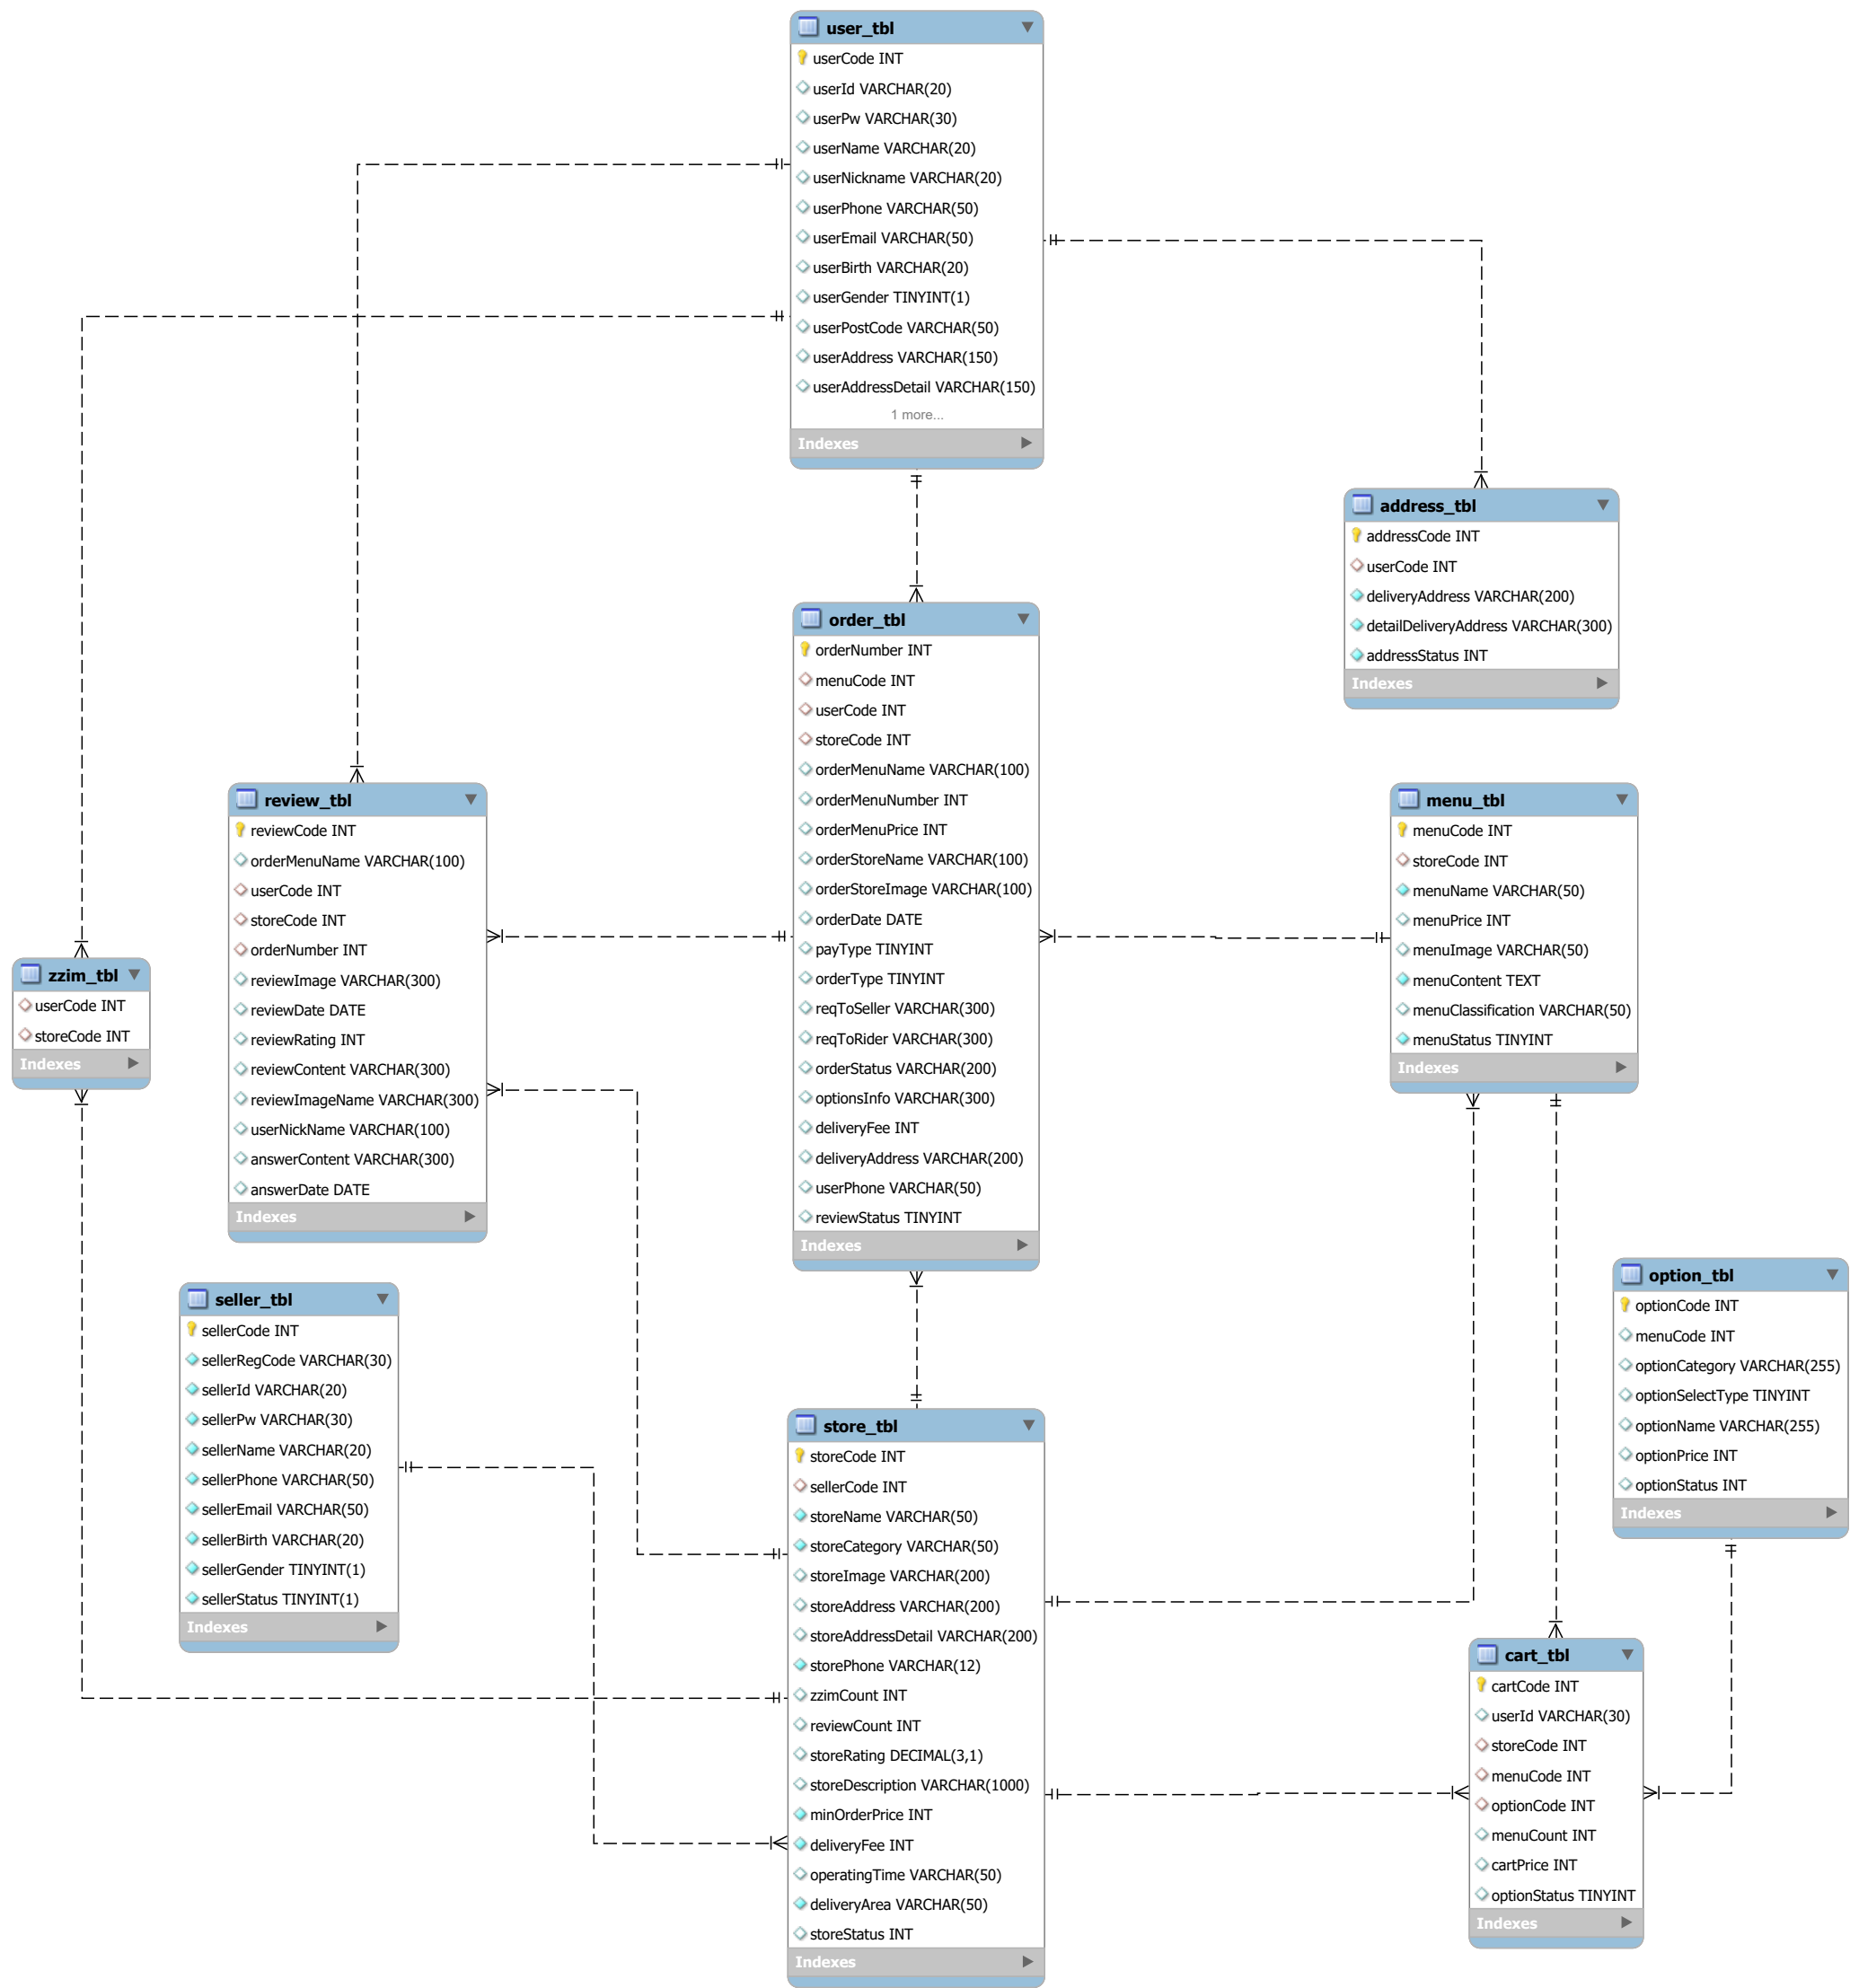 user_tbl
userCode INT
userId VARCHAR(20)
userPw VARCHAR(30)
userName VARCHAR(20)
userNickname VARCHAR(20)
userPhone VARCHAR(50)
userEmail VARCHAR(50)
userBirth VARCHAR(20)
userGender TINYINT(1)
userPostCode VARCHAR(50)
userAddress VARCHAR(150)
userAddressDetail VARCHAR(150)
1 more...
Indexes
address_tbl
addressCode INT
userCode INT
deliveryAddress VARCHAR(200)
detailDeliveryAddress VARCHAR(300)
addressStatus INT
Indexes
order_tbl
orderNumber INT
menuCode INT
userCode INT
storeCode INT
orderMenuName VARCHAR(100)
orderMenuNumber INT
orderMenuPrice INT
orderStoreName VARCHAR(100)
orderStoreImage VARCHAR(100)
orderDate DATE
payType TINYINT
orderType TINYINT
reqToSeller VARCHAR(300)
reqToRider VARCHAR(300)
orderStatus VARCHAR(200)
optionsInfo VARCHAR(300)
deliveryFee INT
deliveryAddress VARCHAR(200)
userPhone VARCHAR(50)
reviewStatus TINYINT
Indexes
review_tbl
reviewCode INT
orderMenuName VARCHAR(100)
userCode INT
storeCode INT
orderNumber INT
reviewImage VARCHAR(300)
reviewDate DATE
reviewRating INT
reviewContent VARCHAR(300)
reviewImageName VARCHAR(300)
userNickName VARCHAR(100)
answerContent VARCHAR(300)
answerDate DATE
Indexes
menu_tbl
menuCode INT
storeCode INT
menuName VARCHAR(50)
menuPrice INT
menuImage VARCHAR(50)
menuContent TEXT
menuClassification VARCHAR(50)
menuStatus TINYINT
Indexes
zzim_tbl
userCode INT
storeCode INT
Indexes
seller_tbl
sellerCode INT
sellerRegCode VARCHAR(30)
sellerId VARCHAR(20)
sellerPw VARCHAR(30)
sellerName VARCHAR(20)
sellerPhone VARCHAR(50)
sellerEmail VARCHAR(50)
sellerBirth VARCHAR(20)
sellerGender TINYINT(1)
sellerStatus TINYINT(1)
Indexes
option_tbl
optionCode INT
menuCode INT
optionCategory VARCHAR(255)
optionSelectType TINYINT
optionName VARCHAR(255)
optionPrice INT
optionStatus INT
Indexes
store_tbl
storeCode INT
sellerCode INT
storeName VARCHAR(50)
storeCategory VARCHAR(50)
storeImage VARCHAR(200)
storeAddress VARCHAR(200)
storeAddressDetail VARCHAR(200)
storePhone VARCHAR(12)
zzimCount INT
reviewCount INT
storeRating DECIMAL(3,1)
storeDescription VARCHAR(1000)
minOrderPrice INT
deliveryFee INT
operatingTime VARCHAR(50)
deliveryArea VARCHAR(50)
storeStatus INT
Indexes
cart_tbl
cartCode INT
userId VARCHAR(30)
storeCode INT
menuCode INT
optionCode INT
menuCount INT
cartPrice INT
optionStatus TINYINT
Indexes